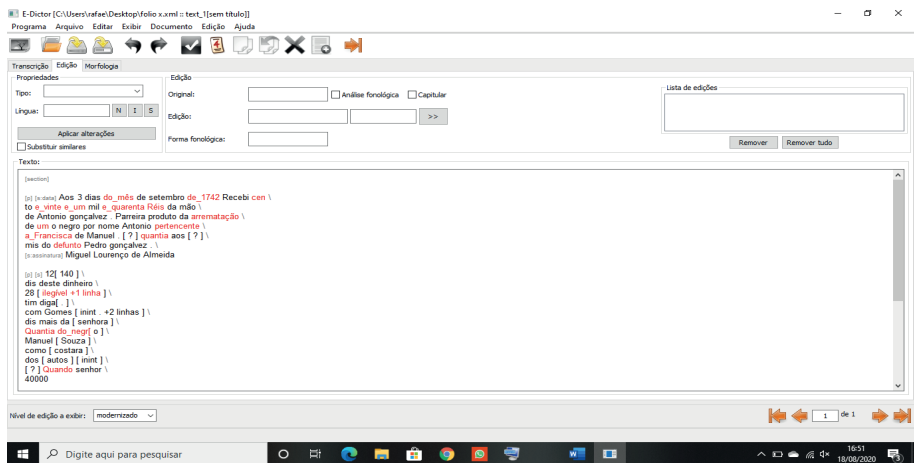 E-Dictor [C:\Users\rafae\Desktop\folio x.xml :: text_1[sem título]]
Programa Arquivo Editar Exibir Documento Edição Ajuda
Transcrição Edição Morfologia
Propriedades
Tipo:
Língua: N I S
Aplicar alterações
Substituir similares
Edição
Original: Análise fonológica Capitular
Edição: >>
Forma fonológica:
Lista de edições
Remover Remover tudo
Texto:
[section]
[p] [s:data] Aos 3 dias do_mês de setembro de_1742 Recebi cen \
to e_vinte e_um mil e_quarenta Réis da mão \
de Antonio gonçalvez . Parreira produto da arrematação \
de um o negro por nome Antonio pertencente \
a_Francisca de Manuel . [ ? ] quantia aos [ ? ] \
mis do defunto Pedro gonçalvez . \
[s:assinatura] Miguel Lourenço de Almeida
[p] [s] 12[ 140 ] \
dis deste dinheiro \
28 [ ilegível +1 linha ] \
tim diga[ . ] \
com Gomes [ inint . +2 linhas ] \
dis mais da [ senhora ] \
Quantia do_negr[ o ] \
Manuel [ Souza ] \
como [ costara ] \
dos [ autos ] [ inint ] \
[ ? ] Quando senhor \
40000
Nível de edição a exibir: modernizado 1 de 1
Digite aqui para pesquisar
16:51
18/08/2020